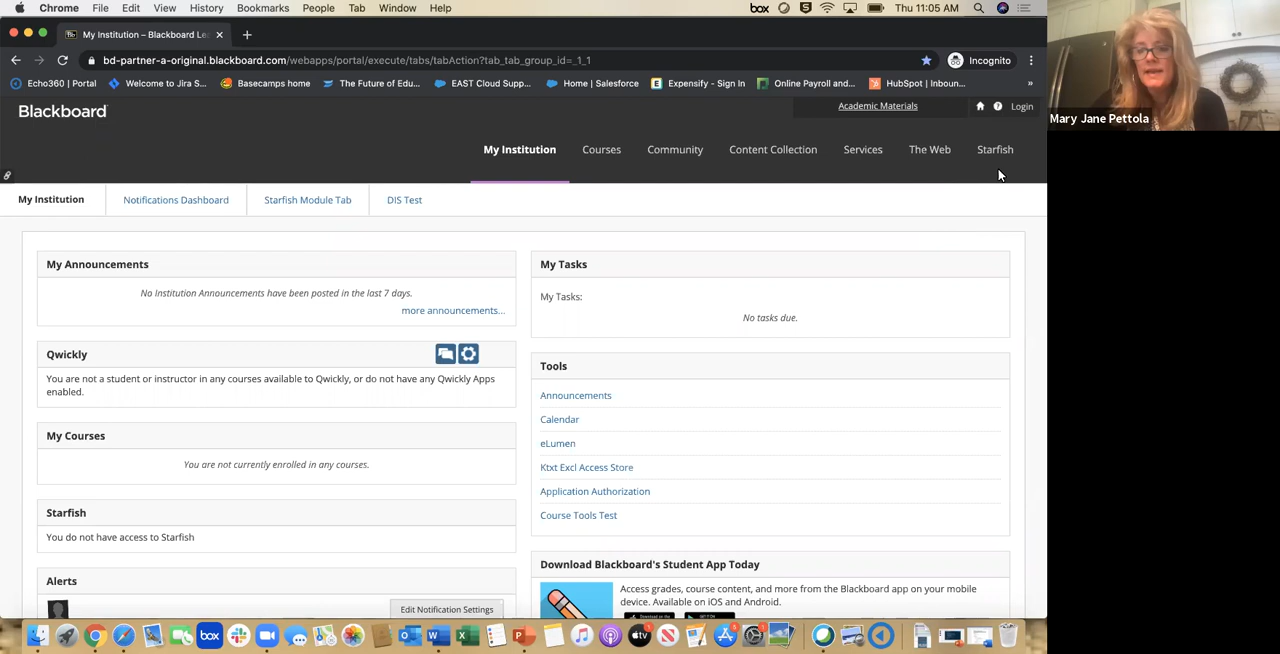 Chrome File Edit View History Bookmarks People Tab Window Help
box Thu 11:05 AM
My Institution – Blackboard Le
bd-partner-a-original.blackboard.com/webapps/portal/execute/tabs/tabAction?tab_tab_group_id=_1_1
Incognito
Echo360 | Portal Welcome to Jira S... Basecamps home The Future of Edu... EAST Cloud Supp... Home | Salesforce Expensify - Sign In Online Payroll and... HubSpot | Inboun... »
Mary Jane Pettola
Blackboard
Academic Materials Login
My Institution Courses Community Content Collection Services The Web Starfish
My Institution Notifications Dashboard Starfish Module Tab DIS Test
My Announcements
No Institution Announcements have been posted in the last 7 days.
more announcements...
Qwickly
You are not a student or instructor in any courses available to Qwickly, or do not have any Qwickly Apps
enabled.
My Courses
You are not currently enrolled in any courses.
Starfish
You do not have access to Starfish
Alerts
Edit Notification Settings
My Tasks
My Tasks:
No tasks due.
Tools
Announcements
Calendar
eLumen
Ktxt Excl Access Store
Application Authorization
Course Tools Test
Download Blackboard's Student App Today
Access grades, course content, and more from the Blackboard app on your mobile
device. Available on iOS and Android.
box
tv